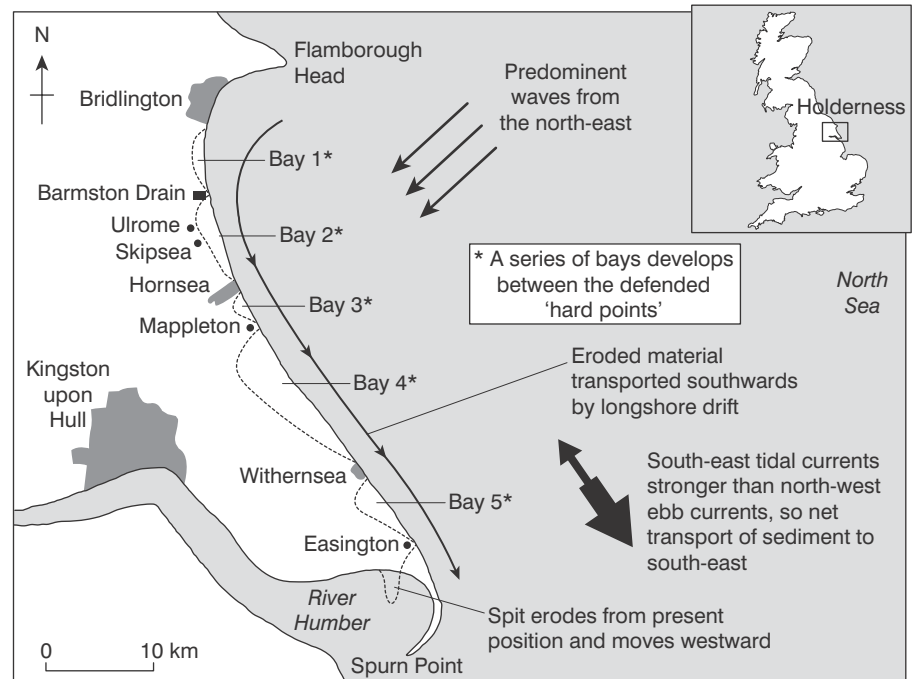 N
Flamborough
Head
Bridlington
Predominent
waves from
the north-east
Holderness
Bay 1*
Barmston Drain
Ulrome
Skipsea
Bay 2*
* A series of bays develops
between the defended
‘hard points’
North
Sea
Hornsea
Bay 3*
Mappleton
Kingston
upon
Hull
Bay 4*
Eroded material
transported southwards
by longshore drift
Withernsea
Bay 5*
South-east tidal currents
stronger than north-west
ebb currents, so net
transport of sediment to
south-east
Easington
River
Humber
Spit erodes from present
position and moves westward
0 10 km
Spurn Point